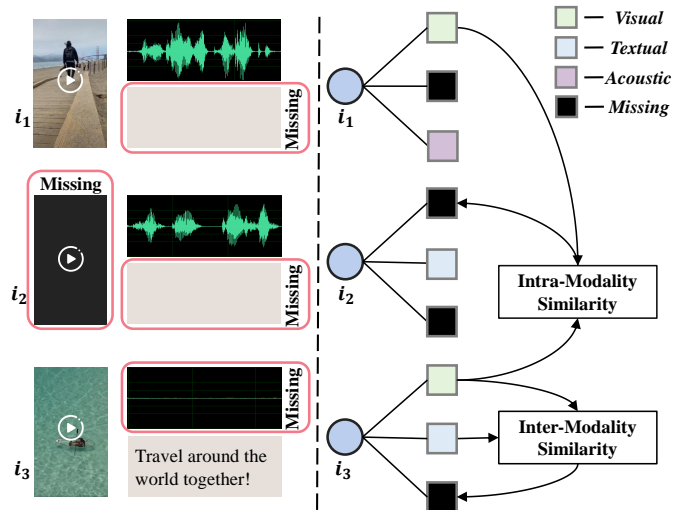 i₁
Missing
Missing
i₂
Missing
i₃
Missing
Travel around the
world together!
i₁
i₂
i₃
Visual
Textual
Acoustic
Missing
Intra-Modality
Similarity
Inter-Modality
Similarity